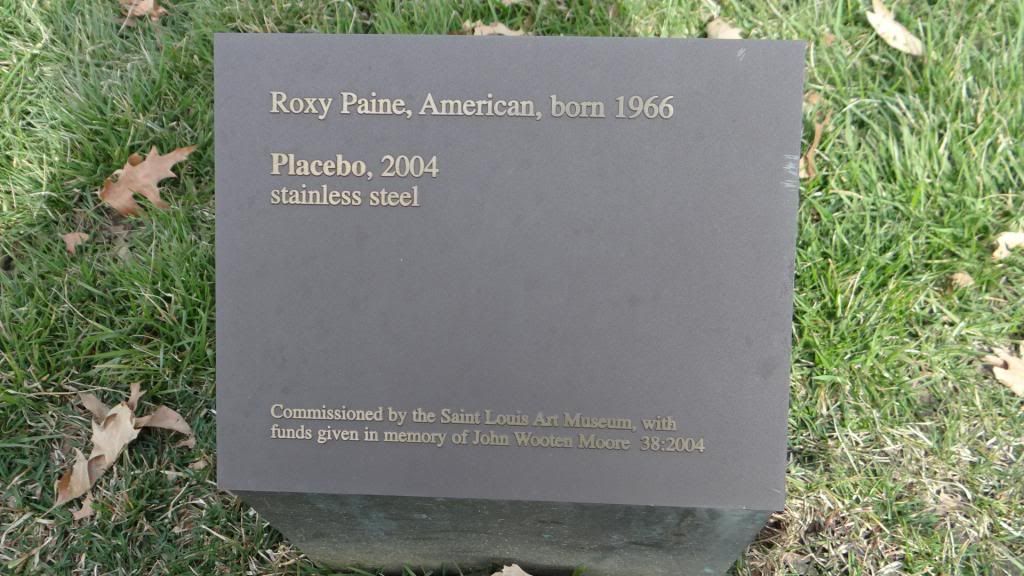 Roxy Paine, American, born 1966
Placebo, 2004
stainless steel
Commissioned by the Saint Louis Art Museum, with
funds given in memory of John Wooten Moore 38:2004